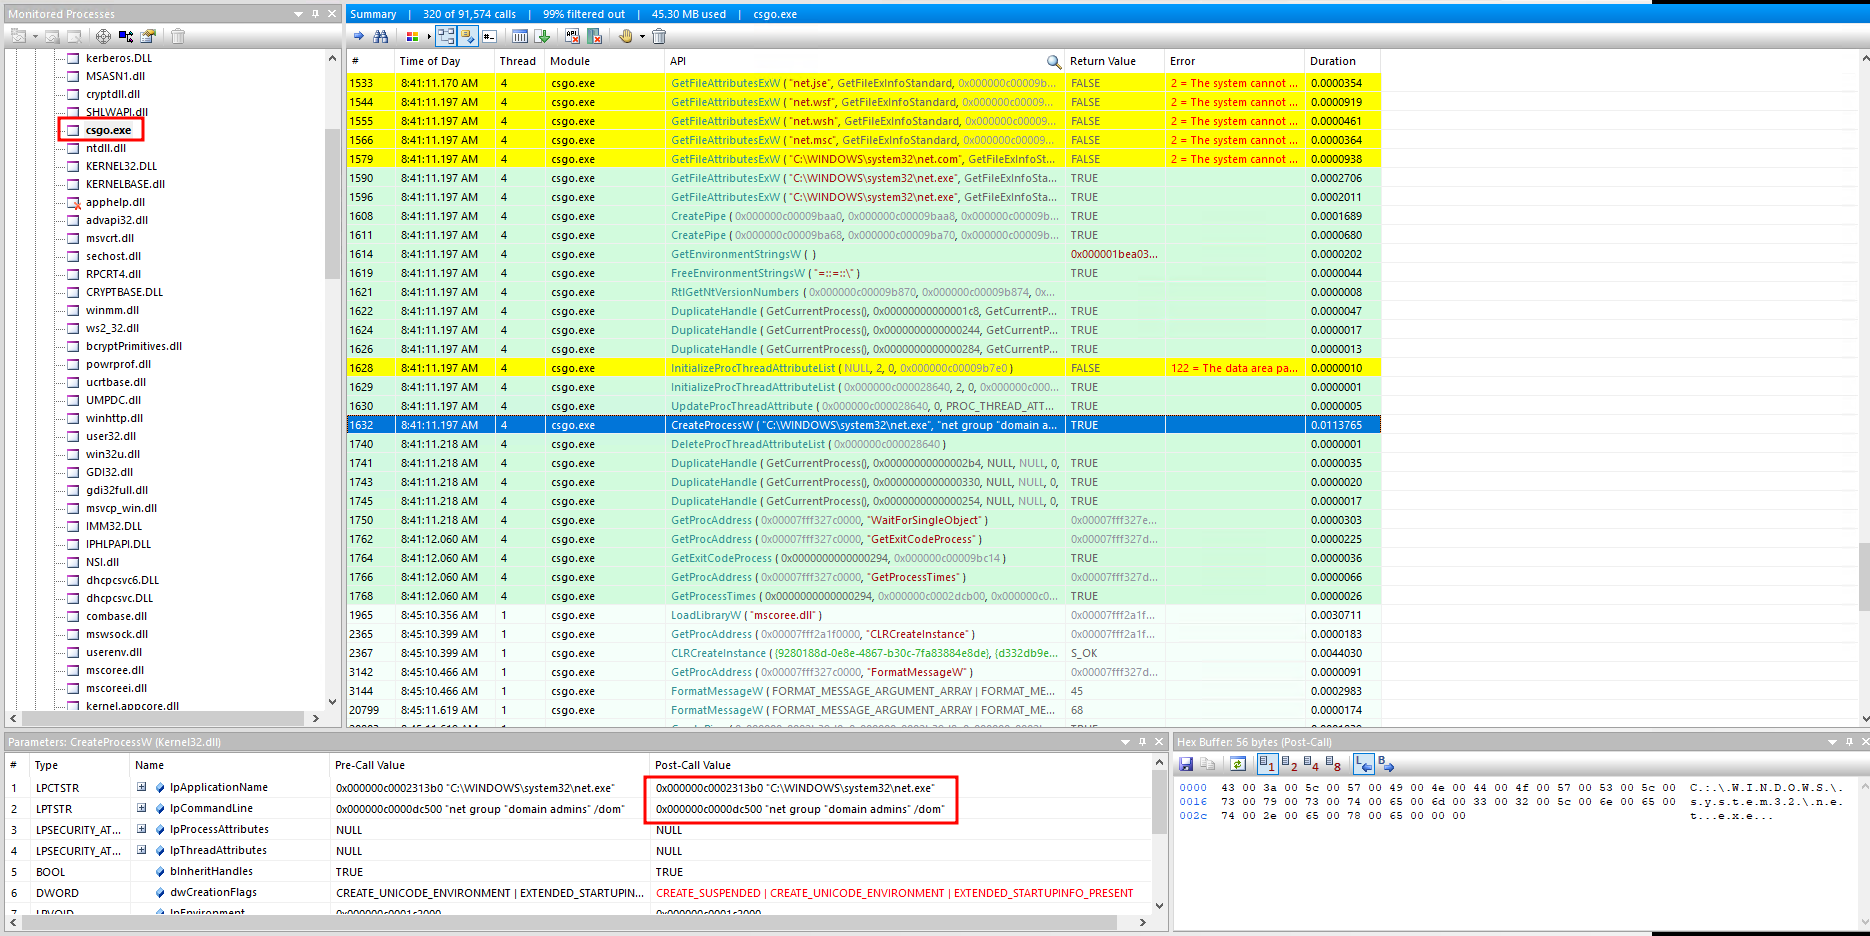 Monitored Processes
kerberos.DLL
MSASN1.dll
cryptdll.dll
SHLWAPI.dll
csgo.exe
ntdll.dll
KERNEL32.DLL
KERNELBASE.dll
apphelp.dll
advapi32.dll
msvcrt.dll
sechost.dll
RPCRT4.dll
CRYPTBASE.DLL
winmm.dll
ws2_32.dll
bcryptPrimitives.dll
powrprof.dll
ucrtbase.dll
UMPDC.dll
winhttp.dll
user32.dll
win32u.dll
GDI32.dll
gdi32full.dll
msvcp_win.dll
IMM32.DLL
IPHLPAPI.DLL
NSI.dll
dhcpcsvc6.DLL
dhcpcsvc.DLL
combase.dll
mswsock.dll
userenv.dll
mscoree.dll
mscoreei.dll
kernel.appcore.dll
Summary | 320 of 91,574 calls | 99% filtered out | 45.30 MB used | csgo.exe
# Time of Day Thread Module API Return Value Error Duration
1533 8:41:11.170 AM 4 csgo.exe GetFileAttributesExW ( "net.jse", GetFileExInfoStandard, 0x000000c00009b... FALSE 2 = The system cannot ... 0.0000354
1544 8:41:11.197 AM 4 csgo.exe GetFileAttributesExW ( "net.wsf", GetFileExInfoStandard, 0x000000c00009... FALSE 2 = The system cannot ... 0.0000919
1555 8:41:11.197 AM 4 csgo.exe GetFileAttributesExW ( "net.wsh", GetFileExInfoStandard, 0x000000c0000... FALSE 2 = The system cannot ... 0.0000461
1566 8:41:11.197 AM 4 csgo.exe GetFileAttributesExW ( "net.msc", GetFileExInfoStandard, 0x000000c0000... FALSE 2 = The system cannot ... 0.0000364
1579 8:41:11.197 AM 4 csgo.exe GetFileAttributesExW ( "C:\WINDOWS\system32\net.com", GetFileExInfoSt... FALSE 2 = The system cannot ... 0.0000938
1590 8:41:11.197 AM 4 csgo.exe GetFileAttributesExW ( "C:\WINDOWS\system32\net.exe", GetFileExInfoSta... TRUE 0.0002706
1596 8:41:11.197 AM 4 csgo.exe GetFileAttributesExW ( "C:\WINDOWS\system32\net.exe", GetFileExInfoSta... TRUE 0.0002011
1608 8:41:11.197 AM 4 csgo.exe CreatePipe ( 0x000000c00009baa0, 0x000000c00009baa8, 0x000000c00009b... TRUE 0.0001689
1611 8:41:11.197 AM 4 csgo.exe CreatePipe ( 0x000000c00009ba68, 0x000000c00009ba70, 0x000000c00009b... TRUE 0.0000680
1614 8:41:11.197 AM 4 csgo.exe GetEnvironmentStringsW ( ) 0x000001bea03... 0.0000202
1619 8:41:11.197 AM 4 csgo.exe FreeEnvironmentStringsW ( "=::=::\" ) TRUE 0.0000044
1621 8:41:11.197 AM 4 csgo.exe RtlGetNtVersionNumbers ( 0x000000c00009b870, 0x000000c00009b874, 0x... 0.0000008
1622 8:41:11.197 AM 4 csgo.exe DuplicateHandle ( GetCurrentProcess(), 0x00000000000001c8, GetCurrentP... TRUE 0.0000047
1624 8:41:11.197 AM 4 csgo.exe DuplicateHandle ( GetCurrentProcess(), 0x0000000000000244, GetCurrentP... TRUE 0.0000017
1626 8:41:11.197 AM 4 csgo.exe DuplicateHandle ( GetCurrentProcess(), 0x0000000000000284, GetCurrentP... TRUE 0.0000013
1628 8:41:11.197 AM 4 csgo.exe InitializeProcThreadAttributeList ( NULL, 2, 0, 0x000000c00009b7e0 ) FALSE 122 = The data area pa... 0.0000010
1629 8:41:11.197 AM 4 csgo.exe InitializeProcThreadAttributeList ( 0x000000c000028640, 2, 0, 0x000000c000... TRUE 0.0000001
1630 8:41:11.197 AM 4 csgo.exe UpdateProcThreadAttribute ( 0x000000c000028640, 0, PROC_THREAD_ATT... TRUE 0.0000005
1632 8:41:11.197 AM 4 csgo.exe CreateProcessW ( "C:\WINDOWS\system32\net.exe", "net group "domain a... TRUE 0.0113765
1740 8:41:11.218 AM 4 csgo.exe DeleteProcThreadAttributeList ( 0x000000c000028640 ) 0.0000001
1741 8:41:11.218 AM 4 csgo.exe DuplicateHandle ( GetCurrentProcess(), 0x00000000000002b4, NULL, NULL, 0, TRUE 0.0000035
1743 8:41:11.218 AM 4 csgo.exe DuplicateHandle ( GetCurrentProcess(), 0x0000000000000330, NULL, NULL, 0, TRUE 0.0000020
1745 8:41:11.218 AM 4 csgo.exe DuplicateHandle ( GetCurrentProcess(), 0x0000000000000254, NULL, NULL, 0, TRUE 0.0000017
1750 8:41:11.218 AM 4 csgo.exe GetProcAddress ( 0x00007fff327c0000, "WaitForSingleObject" ) 0x00007fff327e... 0.0000303
1762 8:41:12.060 AM 4 csgo.exe GetProcAddress ( 0x00007fff327c0000, "GetExitCodeProcess" ) 0x00007fff327d... 0.0000225
1764 8:41:12.060 AM 4 csgo.exe GetExitCodeProcess ( 0x0000000000000294, 0x000000c00009bc14 ) TRUE 0.0000036
1766 8:41:12.060 AM 4 csgo.exe GetProcAddress ( 0x00007fff327c0000, "GetProcessTimes" ) 0x00007fff327d... 0.0000066
1768 8:41:12.060 AM 4 csgo.exe GetProcessTimes ( 0x0000000000000294, 0x000000c0002dcb00, 0x000000c0... TRUE 0.0000026
1965 8:45:10.356 AM 1 csgo.exe LoadLibraryW ( "mscoree.dll" ) 0x00007fff2a1f... 0.0030711
2365 8:45:10.399 AM 1 csgo.exe GetProcAddress ( 0x00007fff2a1f0000, "CLRCreateInstance" ) 0x00007fff2a1f... 0.0000183
2367 8:45:10.399 AM 1 csgo.exe CLRCreateInstance ( {9280188d-0e8e-4867-b30c-7fa83884e8de}, {d332db9e... S_OK 0.0044030
3142 8:45:10.466 AM 1 csgo.exe GetProcAddress ( 0x00007fff327c0000, "FormatMessageW" ) 0x00007fff327d... 0.0000091
3144 8:45:10.466 AM 1 csgo.exe FormatMessageW ( FORMAT_MESSAGE_ARGUMENT_ARRAY | FORMAT_ME... 45 0.0002983
20799 8:45:11.619 AM 1 csgo.exe FormatMessageW ( FORMAT_MESSAGE_ARGUMENT_ARRAY | FORMAT_ME... 68 0.0000174
Parameters: CreateProcessW (Kernel32.dll)
# Type Name Pre-Call Value Post-Call Value
1 LPCTSTR lpApplicationName 0x000000c0002313b0 "C:\WINDOWS\system32\net.exe" 0x000000c0002313b0 "C:\WINDOWS\system32\net.exe"
2 LPTSTR lpCommandLine 0x000000c0000dc500 "net group "domain admins" /dom" 0x000000c0000dc500 "net group "domain admins" /dom"
3 LPSECURITY_AT... lpProcessAttributes NULL NULL
4 LPSECURITY_AT... lpThreadAttributes NULL NULL
5 BOOL bInheritHandles TRUE TRUE
6 DWORD dwCreationFlags CREATE_UNICODE_ENVIRONMENT | EXTENDED_STARTUPIN... CREATE_SUSPENDED | CREATE_UNICODE_ENVIRONMENT | EXTENDED_STARTUPINFO_PRESENT
7 LPVOID lpEnvironment 0x000000c0001c2000 0x000000c0001c2000
Hex Buffer: 56 bytes (Post-Call)
1 2 4 8 L B
0000 43 00 3a 00 5c 00 57 00 49 00 4e 00 44 00 4f 00 57 00 53 00 5c 00 C.:.\.W.I.N.D.O.W.S.\.
0016 73 00 79 00 73 00 74 00 65 00 6d 00 33 00 32 00 5c 00 6e 00 65 00 s.y.s.t.e.m.3.2.\.n.e.
002c 74 00 2e 00 65 00 78 00 65 00 00 00 t...e.x.e...